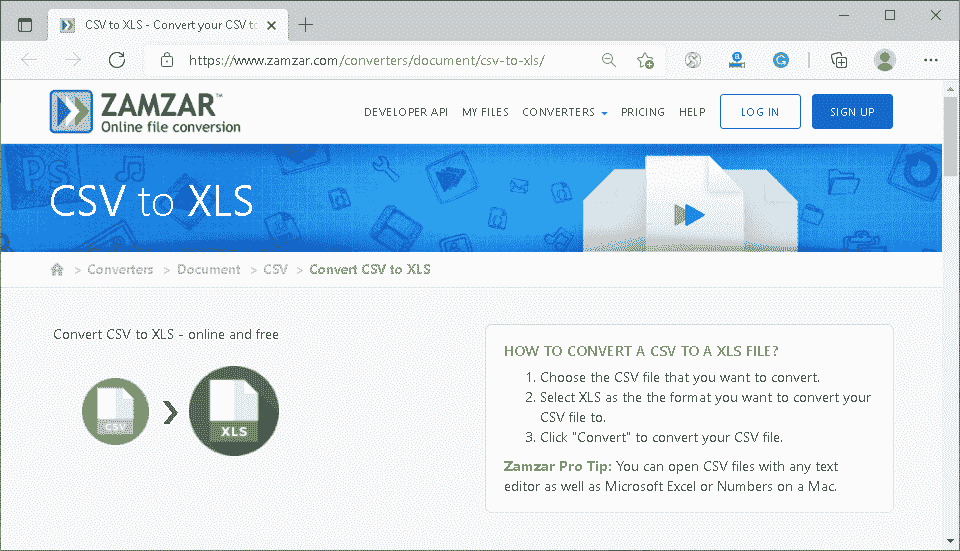 CSV to XLS - Convert your CSV to
https://www.zamzar.com/converters/document/csv-to-xls/
ZAMZAR™
Online file conversion
DEVELOPER API MY FILES CONVERTERS PRICING HELP LOG IN SIGN UP
CSV to XLS
> Converters > Document > CSV > Convert CSV to XLS
Convert CSV to XLS - online and free
CSV
XLS
HOW TO CONVERT A CSV TO A XLS FILE?
1. Choose the CSV file that you want to convert.
2. Select XLS as the the format you want to convert your
CSV file to.
3. Click "Convert" to convert your CSV file.
Zamzar Pro Tip: You can open CSV files with any text
editor as well as Microsoft Excel or Numbers on a Mac.